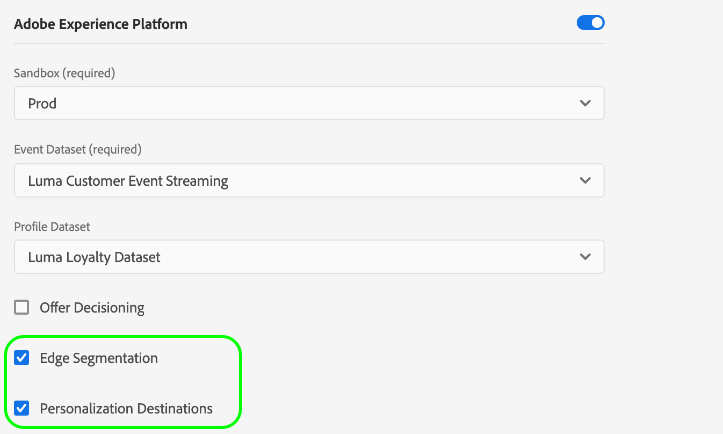 Adobe Experience Platform
Sandbox (required)
Prod
Event Dataset (required)
Luma Customer Event Streaming
Profile Dataset
Luma Loyalty Dataset
Offer Decisioning
Edge Segmentation
Personalization Destinations